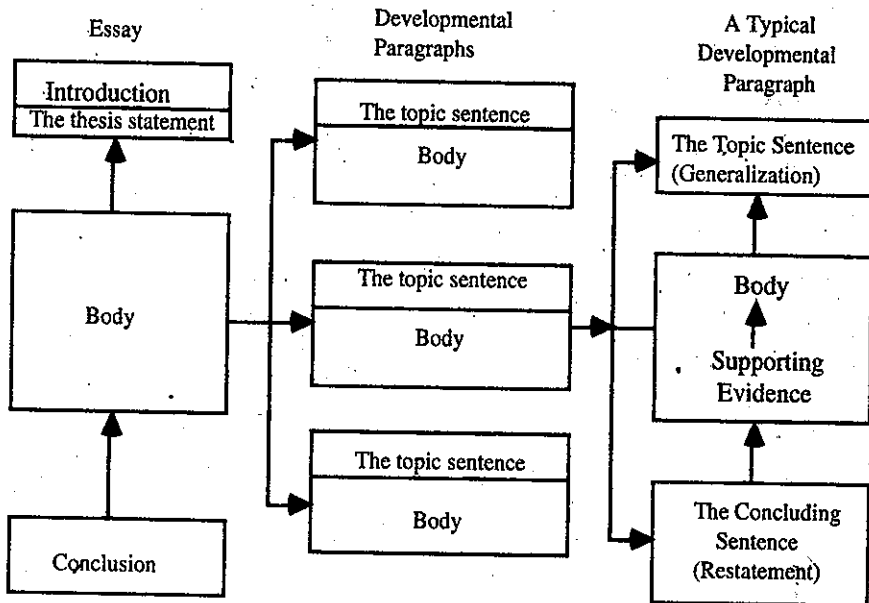 Essay
Introduction
The thesis statement
Body
Conclusion
Developmental
Paragraphs
The topic sentence
Body
The topic sentence
Body
The topic sentence
Body
A Typical
Developmental
Paragraph
The Topic Sentence
(Generalization)
Body
Supporting
Evidence
The Concluding
Sentence
(Restatement)